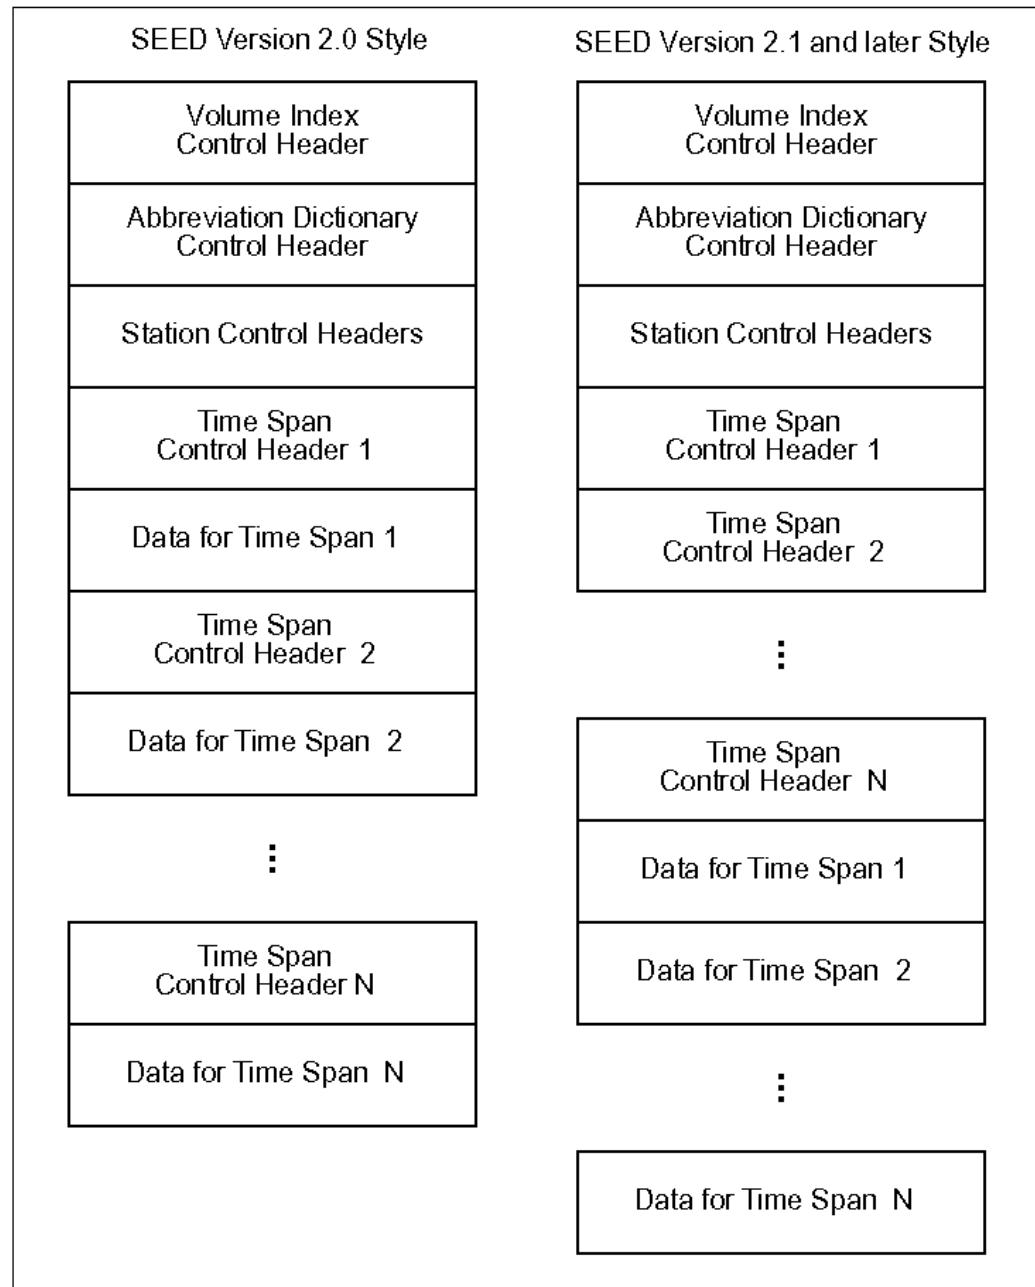 SEED Version 2.0 Style
Volume Index
Control Header
Abbreviation Dictionary
Control Header
Station Control Headers
Time Span
Control Header 1
Data for Time Span 1
Time Span
Control Header 2
Data for Time Span 2
⋮
Time Span
Control Header N
Data for Time Span N
SEED Version 2.1 and later Style
Volume Index
Control Header
Abbreviation Dictionary
Control Header
Station Control Headers
Time Span
Control Header 1
Time Span
Control Header 2
⋮
Time Span
Control Header N
Data for Time Span 1
Data for Time Span 2
⋮
Data for Time Span N